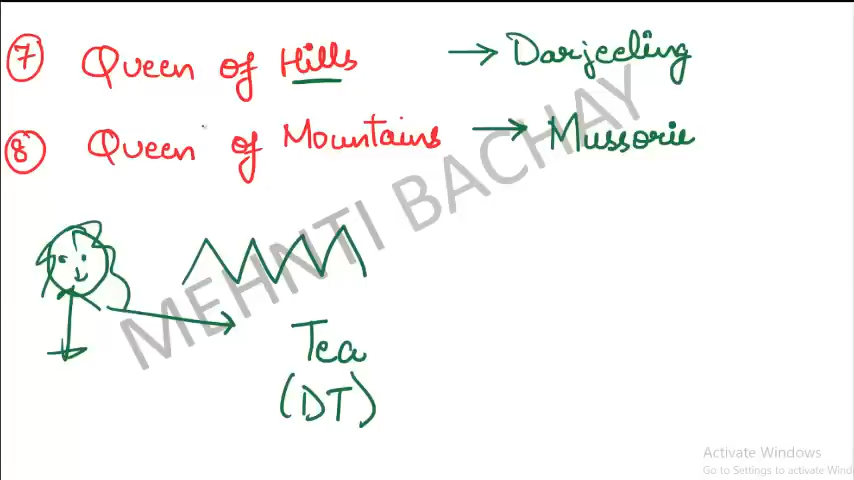 7 Queen of Hills → Darjeeling
8 Queen of Mountains → Mussorie
MEHNTI BACHAY
Tea
(DT)
Activate Windows
Go to Settings to activate Wind